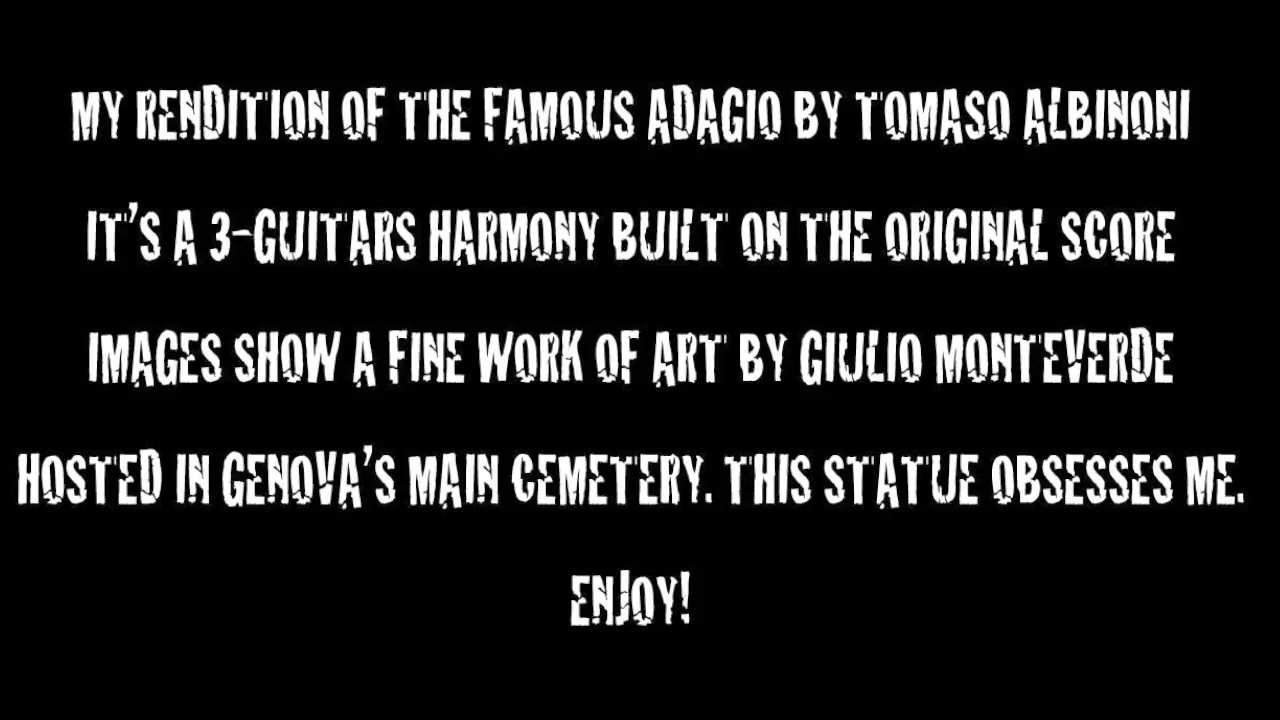 MY RENDITION OF THE FAMOUS ADAGIO BY TOMASO ALBINONI
IT'S A 3-GUITARS HARMONY BUILT ON THE ORIGINAL SCORE
IMAGES SHOW A FINE WORK OF ART BY GIULIO MONTEVERDE
HOSTED IN GENOVA'S MAIN CEMETERY. THIS STATUE OBSESSES ME.
ENJOY!